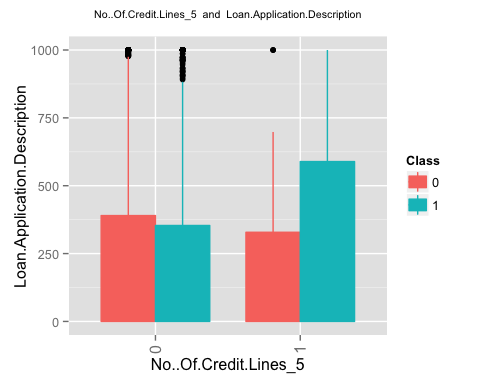 No..Of.Credit.Lines_5 and Loan.Application.Description
Loan.Application.Description
1000
750
500
250
0
0
1
No..Of.Credit.Lines_5
Class
0
1